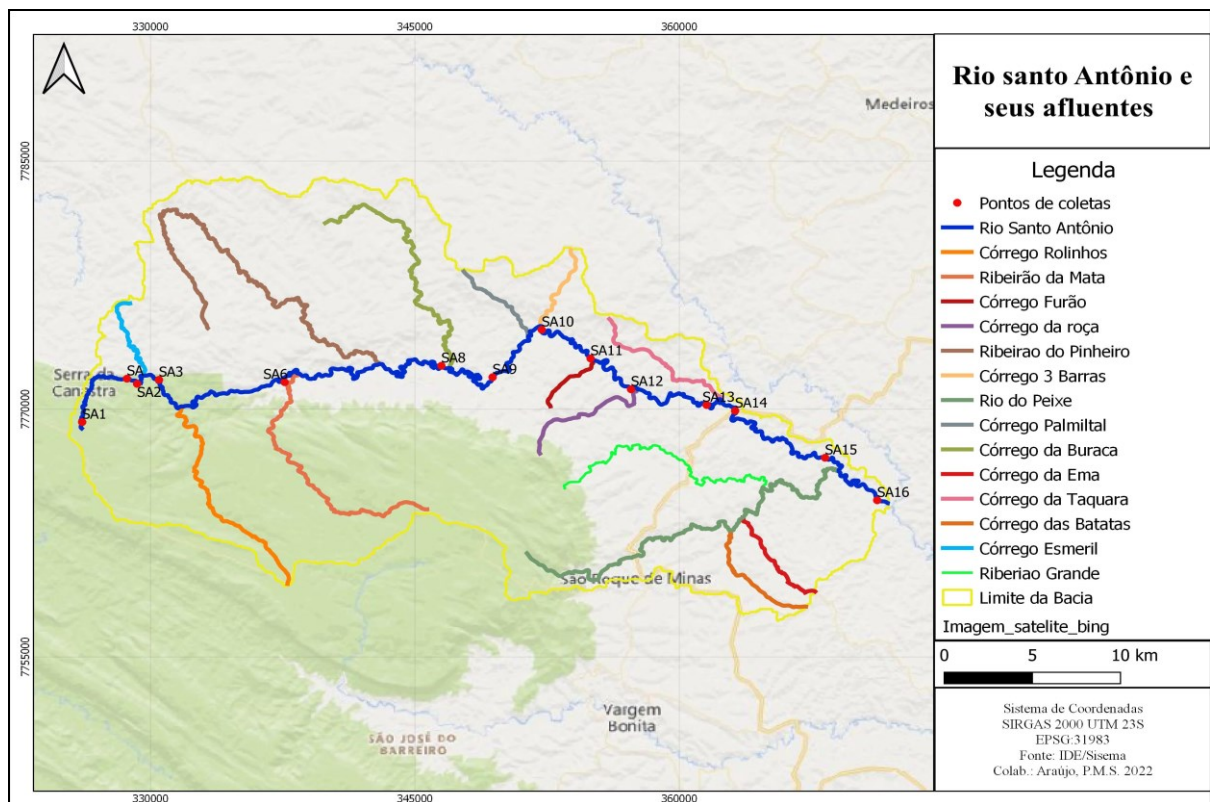 330000
345000
360000
7785000
7770000
7755000
330000
345000
360000
Medeiros
Serra da
Canastra
SA1
SA
SA2
SA3
SA6
SA8
SA9
SA10
SA11
SA12
SA13
SA14
SA15
SA16
São Roque de Minas
Vargem
Bonita
SÃO JOSÉ DO
BARREIRO
Rio santo Antônio e
seus afluentes
Legenda
Pontos de coletas
Rio Santo Antônio
Córrego Rolinhos
Ribeirão da Mata
Córrego Furão
Córrego da roça
Ribeirao do Pinheiro
Córrego 3 Barras
Rio do Peixe
Córrego Palmiltal
Córrego da Buraca
Córrego da Ema
Córrego da Taquara
Córrego das Batatas
Córrego Esmeril
Riberiao Grande
Limite da Bacia
Imagem_satelite_bing
0 5 10 km
Sistema de Coordenadas
SIRGAS 2000 UTM 23S
EPSG:31983
Fonte: IDE/Sisema
Colab.: Araújo, P.M.S. 2022